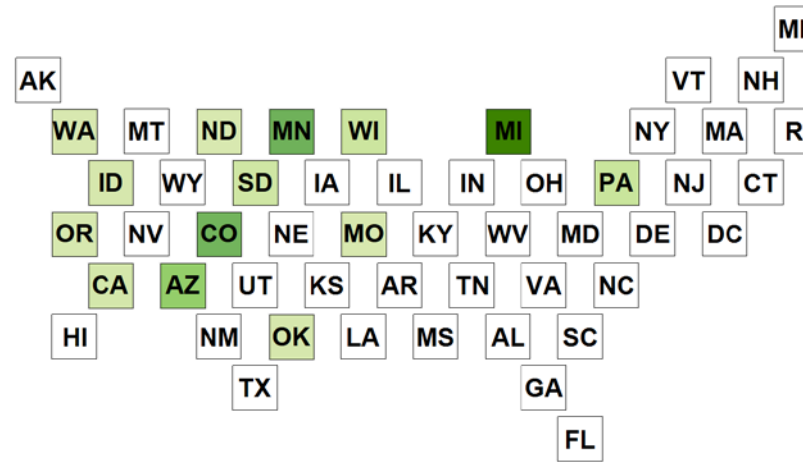 ME
AK VT NH
WA MT ND MN WI MI NY MA R
ID WY SD IA IL IN OH PA NJ CT
OR NV CO NE MO KY WV MD DE DC
CA AZ UT KS AR TN VA NC
HI NM OK LA MS AL SC
TX GA
FL